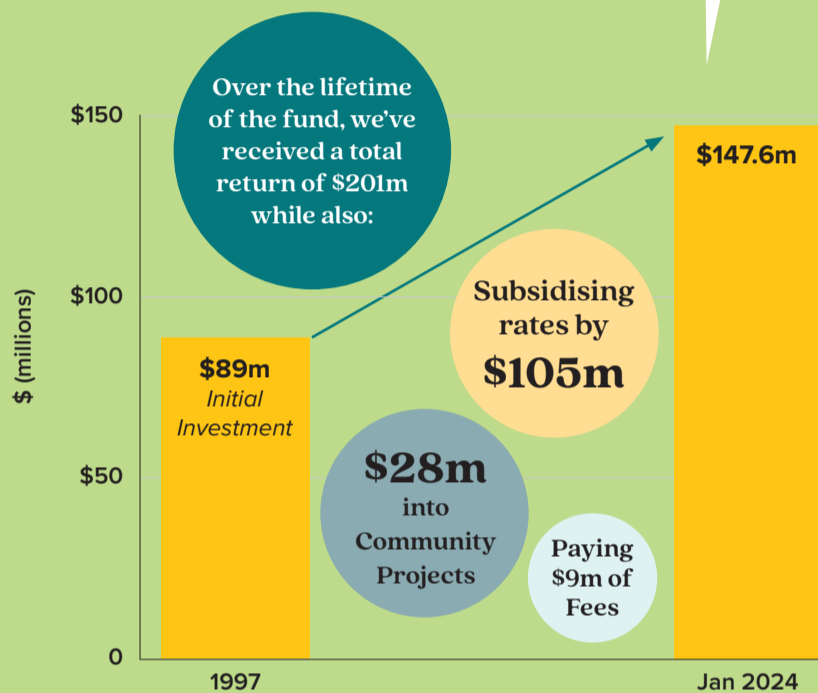 Over the lifetime
of the fund, we’ve
received a total
return of $201m
while also:
$ (millions)
$150
$100
$50
0
$89m
Initial
Investment
$28m
into
Community
Projects
Subsidising
rates by
$105m
Paying
$9m of
Fees
$147.6m
1997
Jan 2024